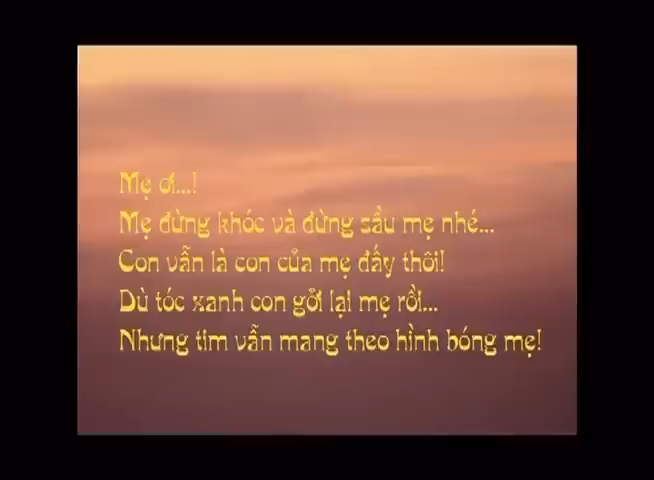 Mẹ ơi...!
Mẹ đừng khóc và đừng sầu mẹ nhé...
Con vẫn là con của mẹ đấy thôi!
Dù tóc xanh con gởi lại mẹ rồi...
Nhưng tim vẫn mang theo hình bóng mẹ!